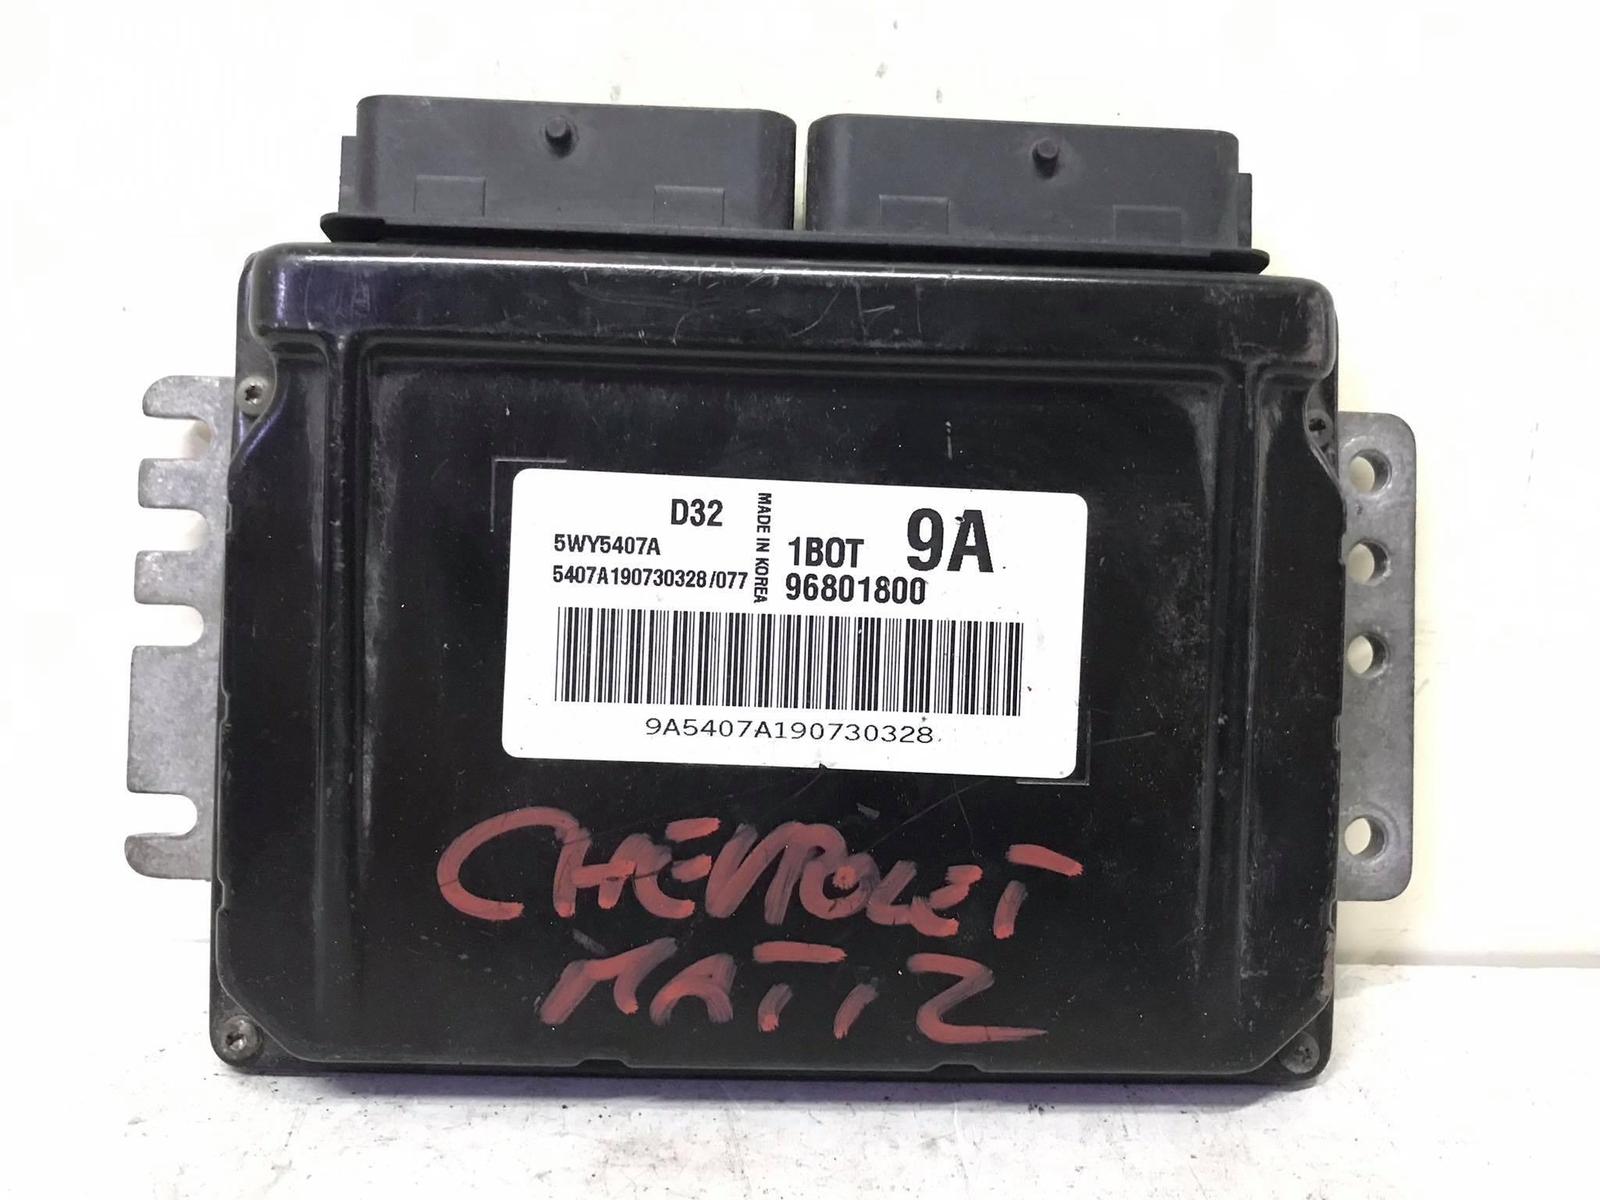 D32
5WY5407A
5407A190730328/077
MADE IN KOREA
1BOT 9A
96801800
9A5407A190730328
CHEVROLET
MATIZ